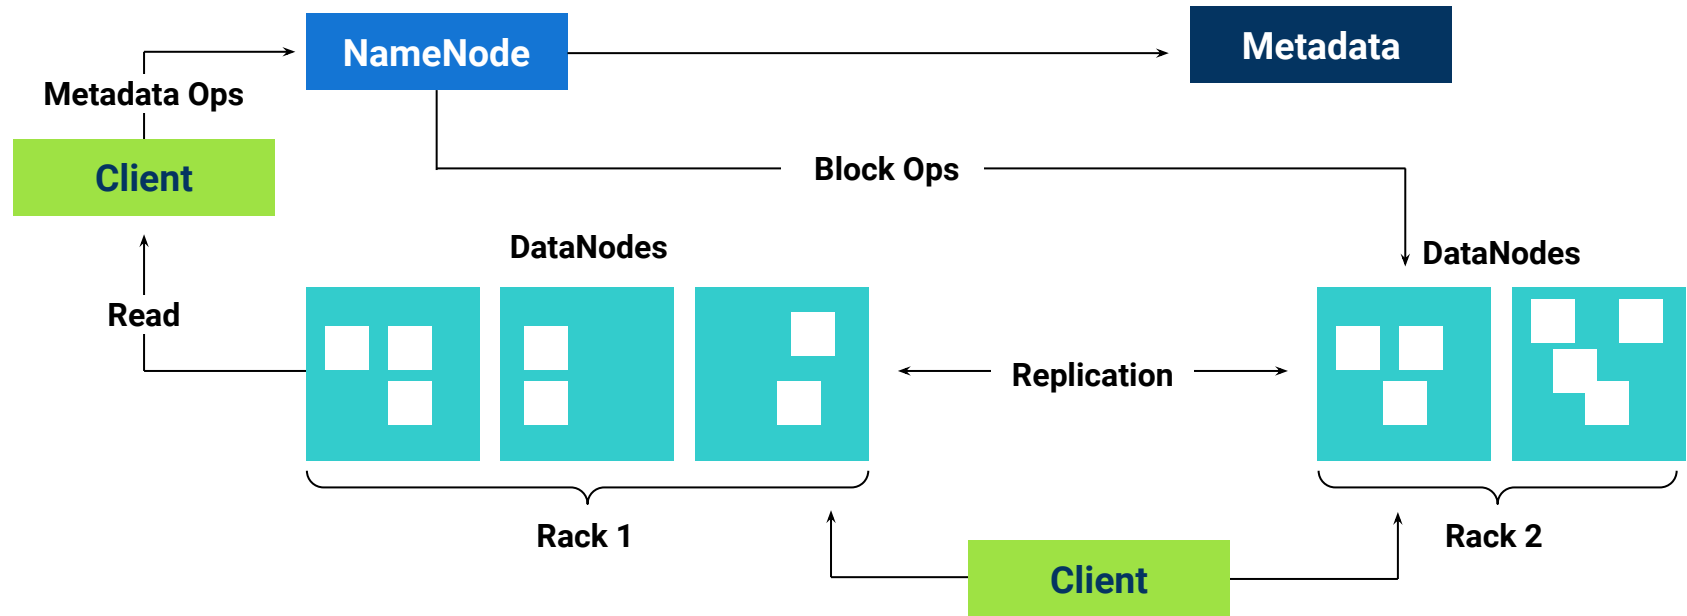 NameNode
Metadata
Metadata Ops
Client
Block Ops
DataNodes
DataNodes
Read
Replication
Rack 1
Rack 2
Client